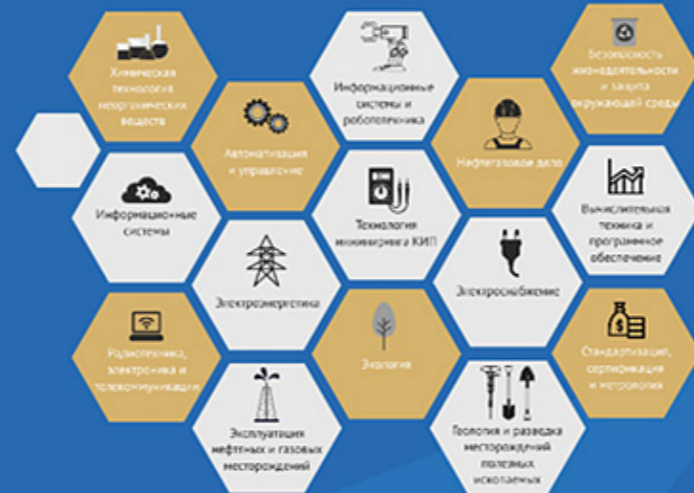 Химическая
технология
неорганических
веществ
Информационные
системы и
робототехника
Безопасность
жизнедеятельности
и защита
окружающей среды
Автоматизация
и управление
Нефтегазовое дело
Информационные
системы
Технология
инжиниринга КИП
Вычислительная
техника и
программное
обеспечение
Электроэнергетика
Электроснабжение
Радиотехника,
электроника и
телекоммуникации
Экология
Стандартизация,
сертификация
и метрология
Эксплуатация
нефтяных и газовых
месторождений
Геология и разведка
месторождений
полезных
ископаемых